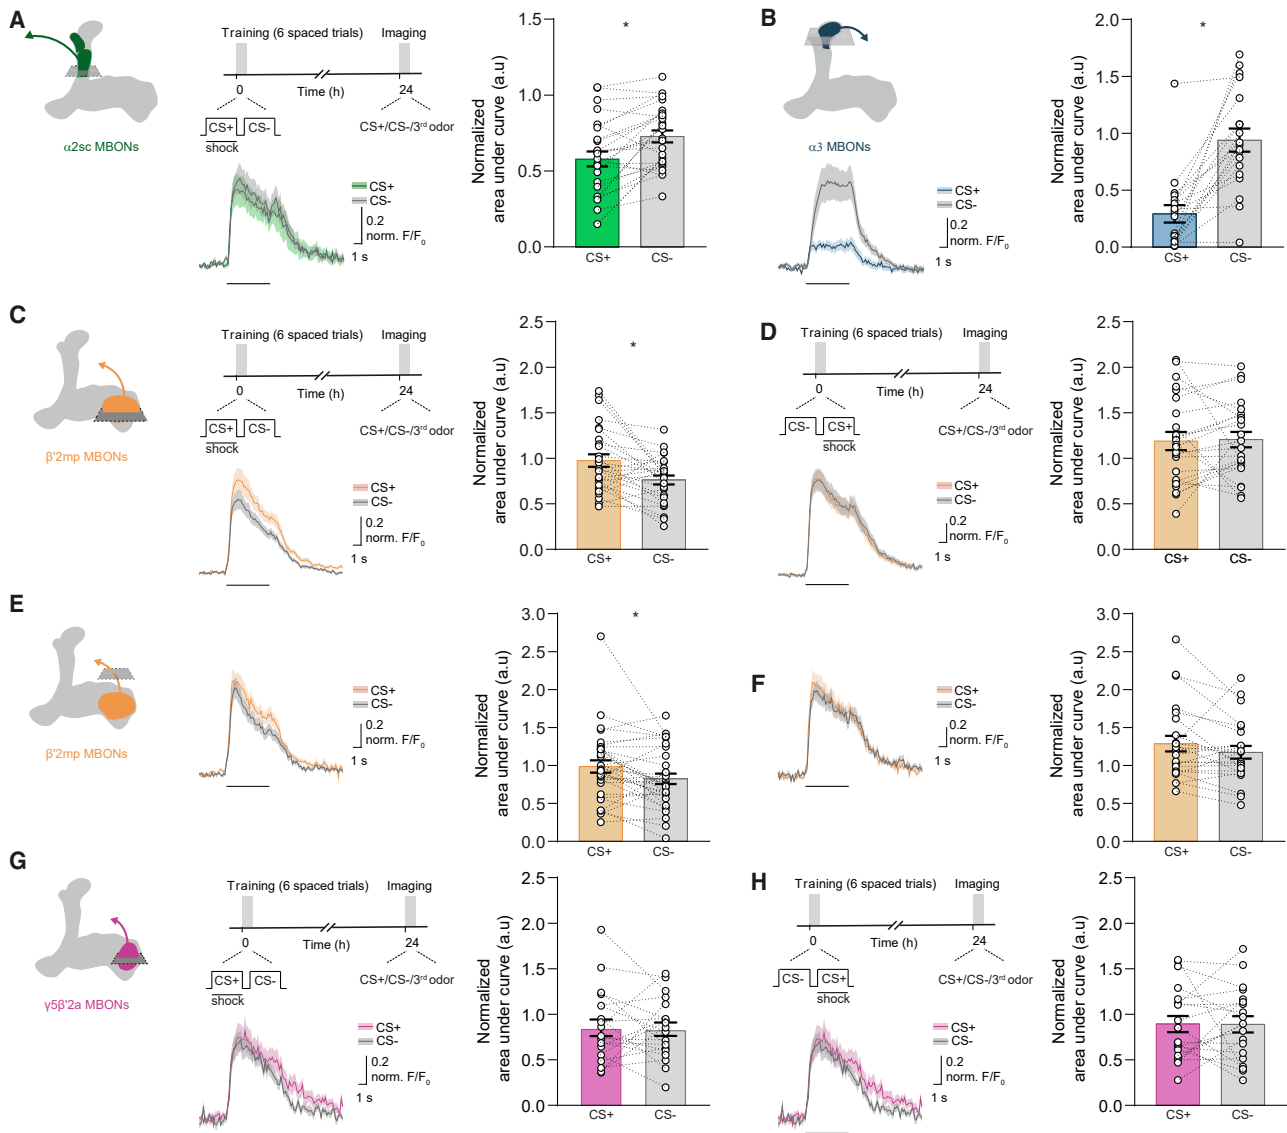 A
α2sc MBONs
Training (6 spaced trials) Imaging
0 Time (h) 24
CS+ CS- CS+/CS-/3rd odor
shock
CS+
CS-
0.2
norm. F/F0
1 s
Normalized
area under curve (a.u)
1.5
1.0
0.5
0.0
*
CS+ CS-
B
α3 MBONs
CS+
CS-
0.2
norm. F/F0
1 s
Normalized
area under curve (a.u)
2.0
1.5
1.0
0.5
0.0
*
CS+ CS-
C
β'2mp MBONs
Training (6 spaced trials) Imaging
0 Time (h) 24
CS+ CS- CS+/CS-/3rd odor
shock
CS+
CS-
0.2
norm. F/F0
1 s
Normalized
area under curve (a.u)
2.5
2.0
1.5
1.0
0.5
0.0
*
CS+ CS-
D
Training (6 spaced trials) Imaging
0 Time (h) 24
CS- CS+ CS+/CS-/3rd odor
shock
CS+
CS-
0.2
norm. F/F0
1 s
Normalized
area under curve (a.u)
2.5
2.0
1.5
1.0
0.5
0.0
CS+ CS-
E
β'2mp MBONs
CS+
CS-
0.2
norm. F/F0
1 s
Normalized
area under curve (a.u)
3.0
2.5
2.0
1.5
1.0
0.5
0.0
*
CS+ CS-
F
CS+
CS-
0.2
norm. F/F0
1 s
Normalized
area under curve (a.u)
3.0
2.5
2.0
1.5
1.0
0.5
0.0
CS+ CS-
G
γ5β'2a MBONs
Training (6 spaced trials) Imaging
0 Time (h) 24
CS+ CS- CS+/CS-/3rd odor
shock
CS+
CS-
0.2
norm. F/F0
1 s
Normalized
area under curve (a.u)
2.5
2.0
1.5
1.0
0.5
0.0
CS+ CS-
H
Training (6 spaced trials) Imaging
0 Time (h) 24
CS- CS+ CS+/CS-/3rd odor
shock
CS+
CS-
0.2
norm. F/F0
1 s
Normalized
area under curve (a.u)
2.5
2.0
1.5
1.0
0.5
0.0
CS+ CS-